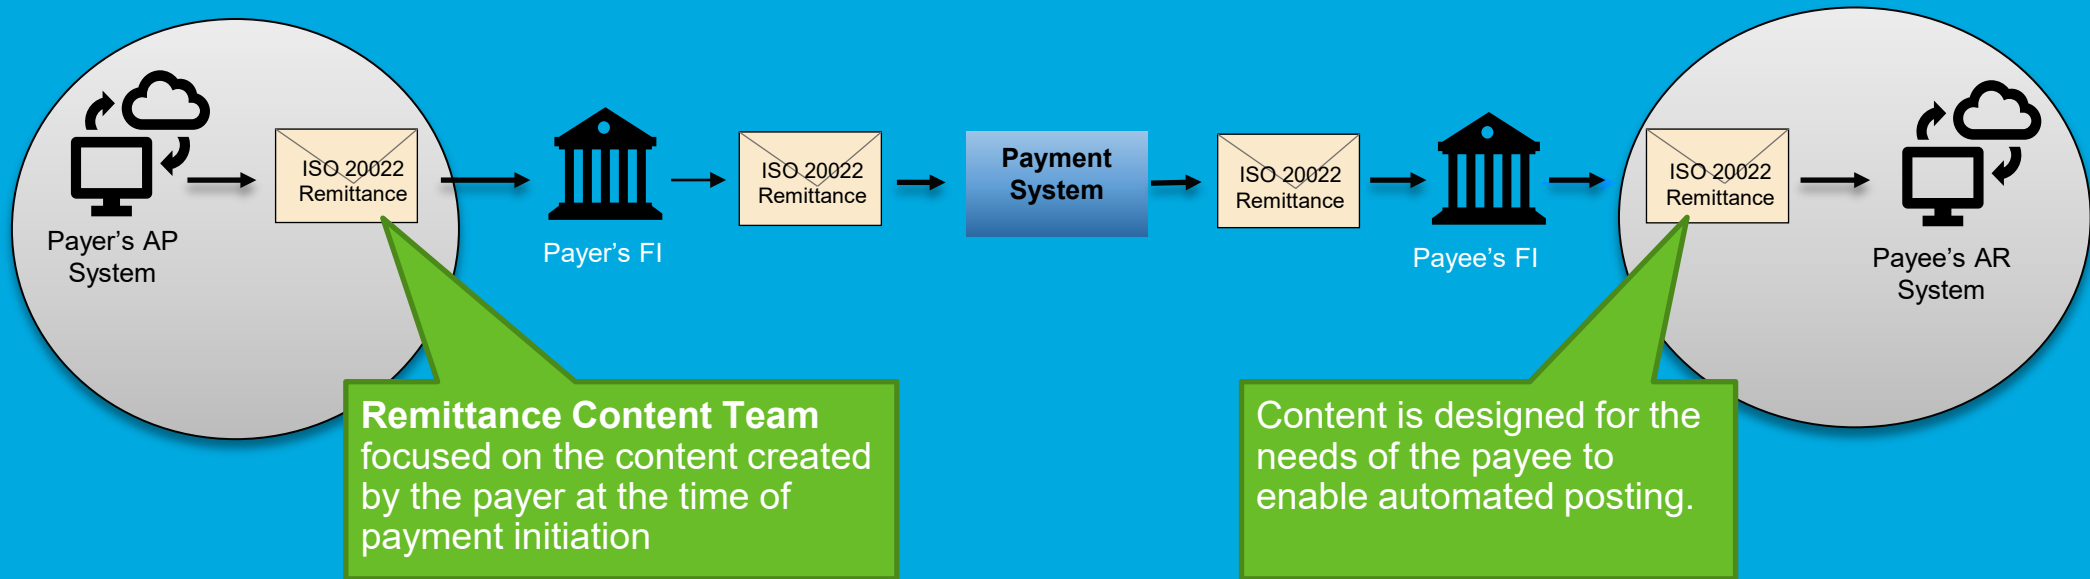 Payer’s AP
System
ISO 20022
Remittance
Payer’s FI
ISO 20022
Remittance
Payment
System
ISO 20022
Remittance
Payee’s FI
ISO 20022
Remittance
Payee’s AR
System
Remittance Content Team
focused on the content created
by the payer at the time of
payment initiation
Content is designed for the
needs of the payee to
enable automated posting.